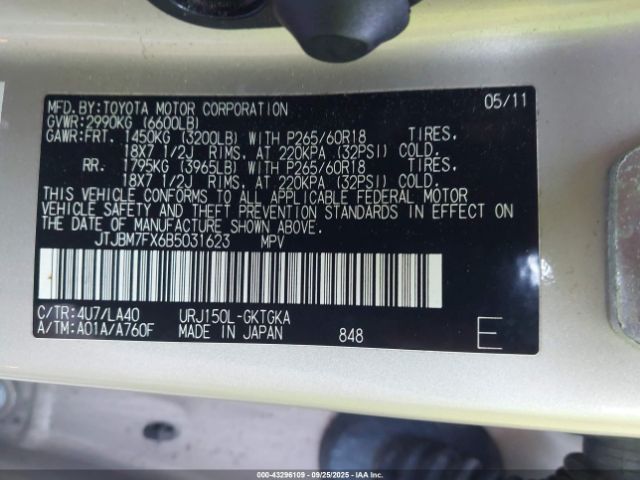 MFD.BY:TOYOTA MOTOR CORPORATION 05/11
GVWR:2990KG (6600LB)
GAWR:FRT. 1450KG (3200LB) WITH P265/60R18 TIRES.
18X7 1/2J RIMS. AT 220KPA (32PSI) COLD.
RR. 1795KG (3965LB) WITH P265/60R18 TIRES.
18X7 1/2J RIMS. AT 220KPA (32PSI) COLD.
THIS VEHICLE CONFORMS TO ALL APPLICABLE FEDERAL MOTOR
VEHICLE SAFETY AND THEFT PREVENTION STANDARDS IN EFFECT ON
THE DATE OF MANUFACTURE SHOWN ABOVE.
JTJBM7FX6B5031623 MPV
C/TR:4U7/LA40 URJ150L-GKTGKA
A/TM:A01A/A760F MADE IN JAPAN 848 E
000-43296109 - 09/25/2025 - IAA Inc.